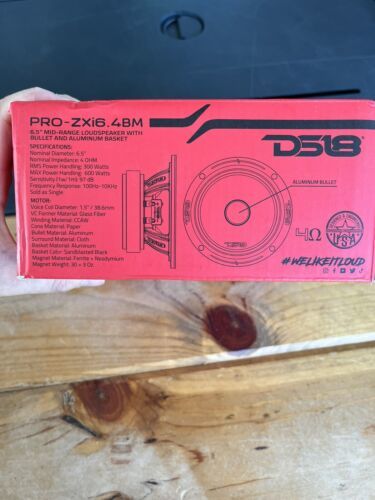 PRO-ZXi6.4BM
6.5" MID-RANGE LOUDSPEAKER WITH
BULLET AND ALUMINUM BASKET
SPECIFICATIONS:
Nominal Diameter: 6.5"
Nominal Impedance: 4 OHM
RMS Power Handling: 300 Watts
MAX Power Handling: 600 Watts
Sensitivity (1w/1m): 97 dB
Frequency Response: 100Hz-10KHz
Sold as Single
MOTOR:
Voice Coil Diameter: 1.5" / 38.6mm
VC Former Material: Glass Fiber
Winding Material: CCAW
Cone Material: Paper
Bullet Material: Aluminum
Surround Material: Cloth
Basket Material: Aluminum
Basket Color: Sandblasted Black
Magnet Material: Ferrite + Neodymium
Magnet Weight: 30 + 3 Oz.
DS18
ALUMINUM BULLET
DS18
4Ω
USA
#WELIKEITLOUD